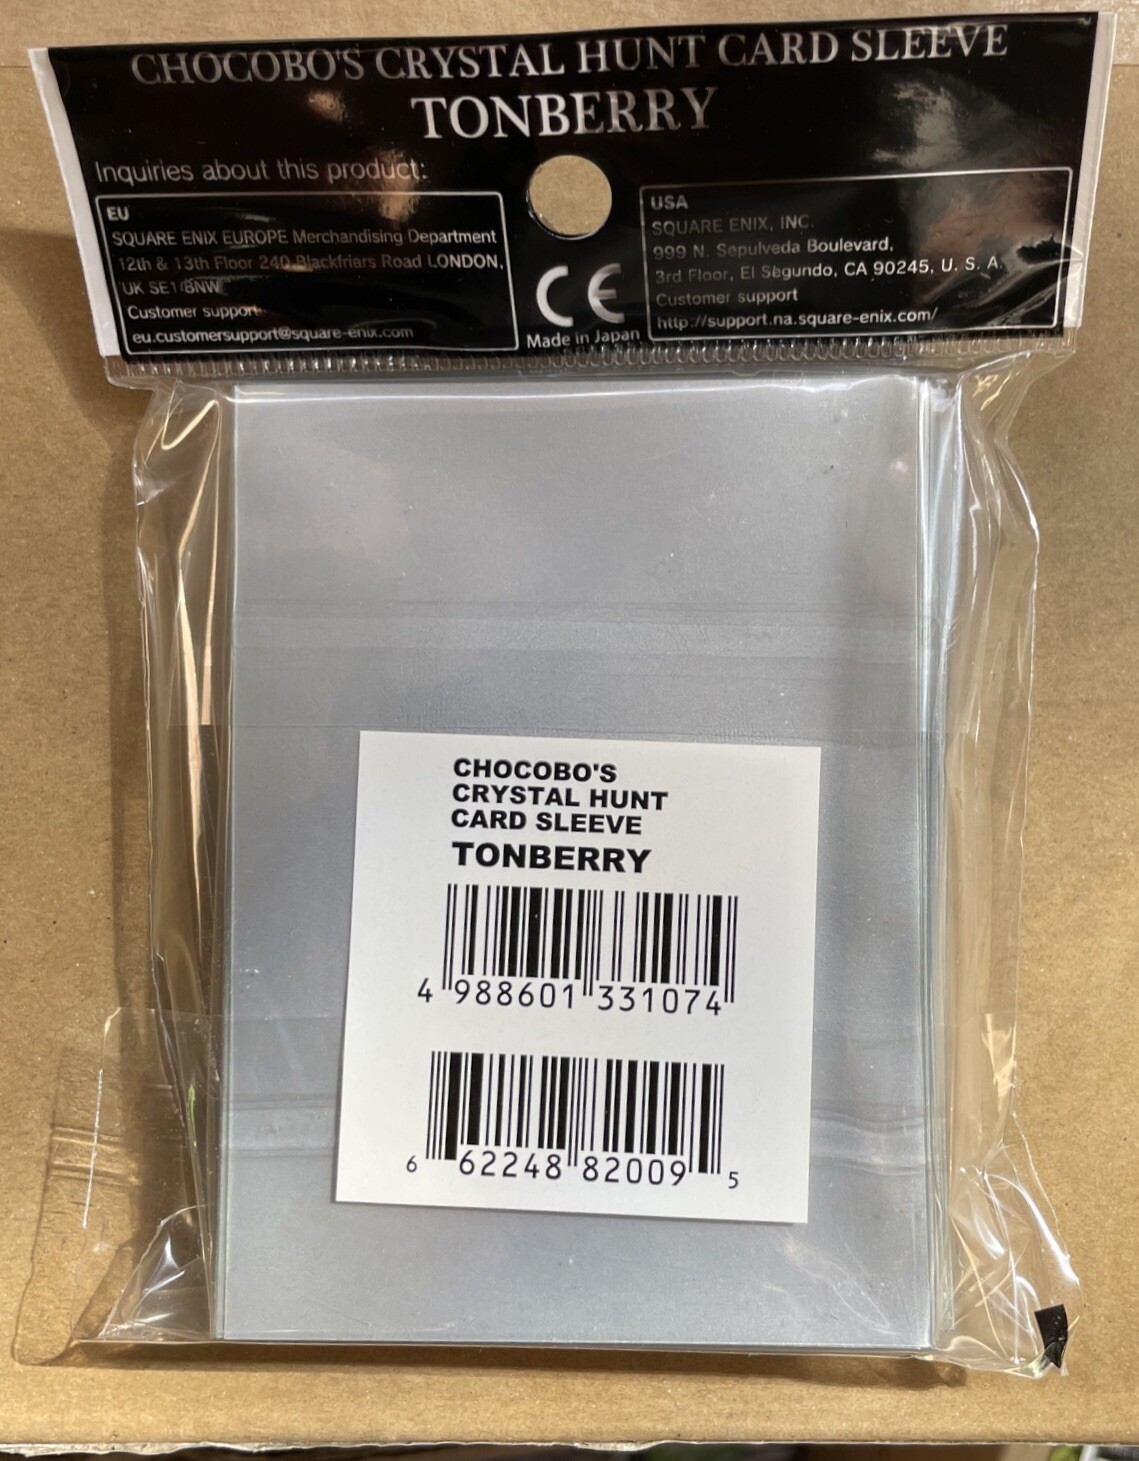 CHOCOBO'S CRYSTAL HUNT CARD SLEEVE
TONBERRY
Inquiries about this product:
EU
SQUARE ENIX EUROPE Merchandising Department
12th & 13th Floor 240 Blackfriars Road LONDON,
UK SE1 8NW
Customer support
eu.customersupport@square-enix.com
CE
Made in Japan
USA
SQUARE ENIX, INC.
999 N. Sepulveda Boulevard,
3rd Floor, El Segundo, CA 90245, U. S. A.
Customer support
http://support.na.square-enix.com/
CHOCOBO'S
CRYSTAL HUNT
CARD SLEEVE
TONBERRY
4 988601 331074
6 62248 82009 5